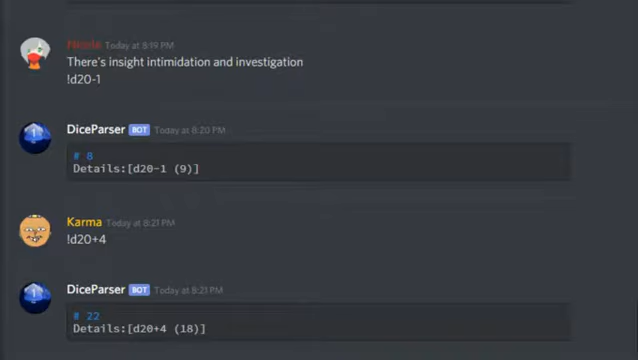 Nicole Today at 8:19 PM
There's insight intimidation and investigation
!d20-1
DiceParser BOT Today at 8:20 PM
# 8
Details:[d20-1 (9)]
Karma Today at 8:21 PM
!d20+4
DiceParser BOT Today at 8:21 PM
# 22
Details:[d20+4 (18)]